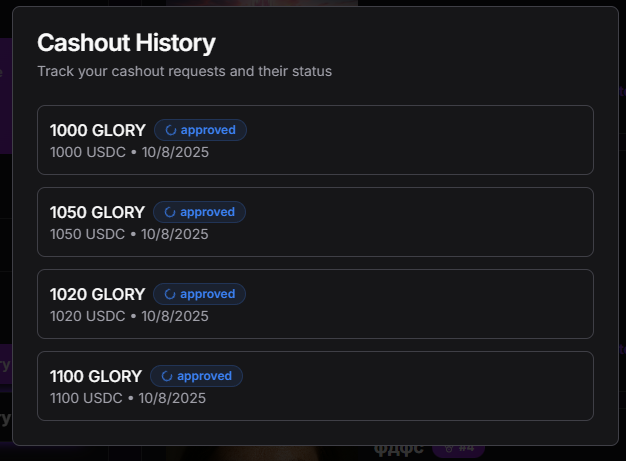 Cashout History
Track your cashout requests and their status
1000 GLORY approved
1000 USDC • 10/8/2025
1050 GLORY approved
1050 USDC • 10/8/2025
1020 GLORY approved
1020 USDC • 10/8/2025
1100 GLORY approved
1100 USDC • 10/8/2025
фдфс #4